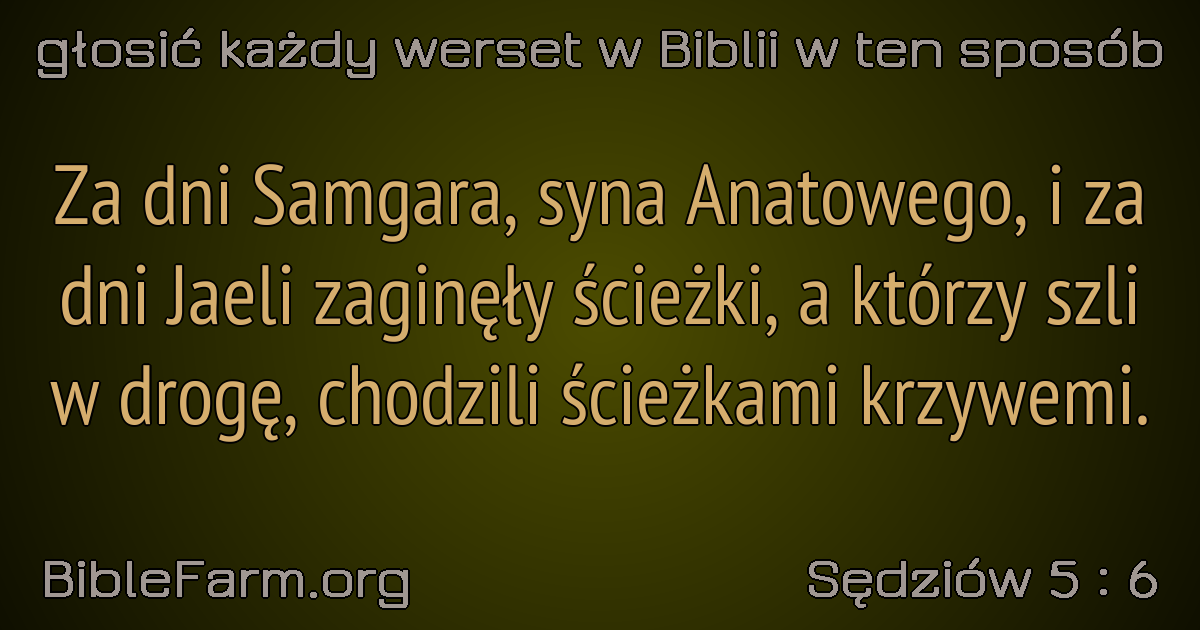 głosić każdy werset w Biblii w ten sposób
Za dni Samgara, syna Anatowego, i za
dni Jaeli zaginęły ścieżki, a którzy szli
w drogę, chodzili ścieżkami krzywemi.
BibleFarm.org
Sędziów 5 : 6